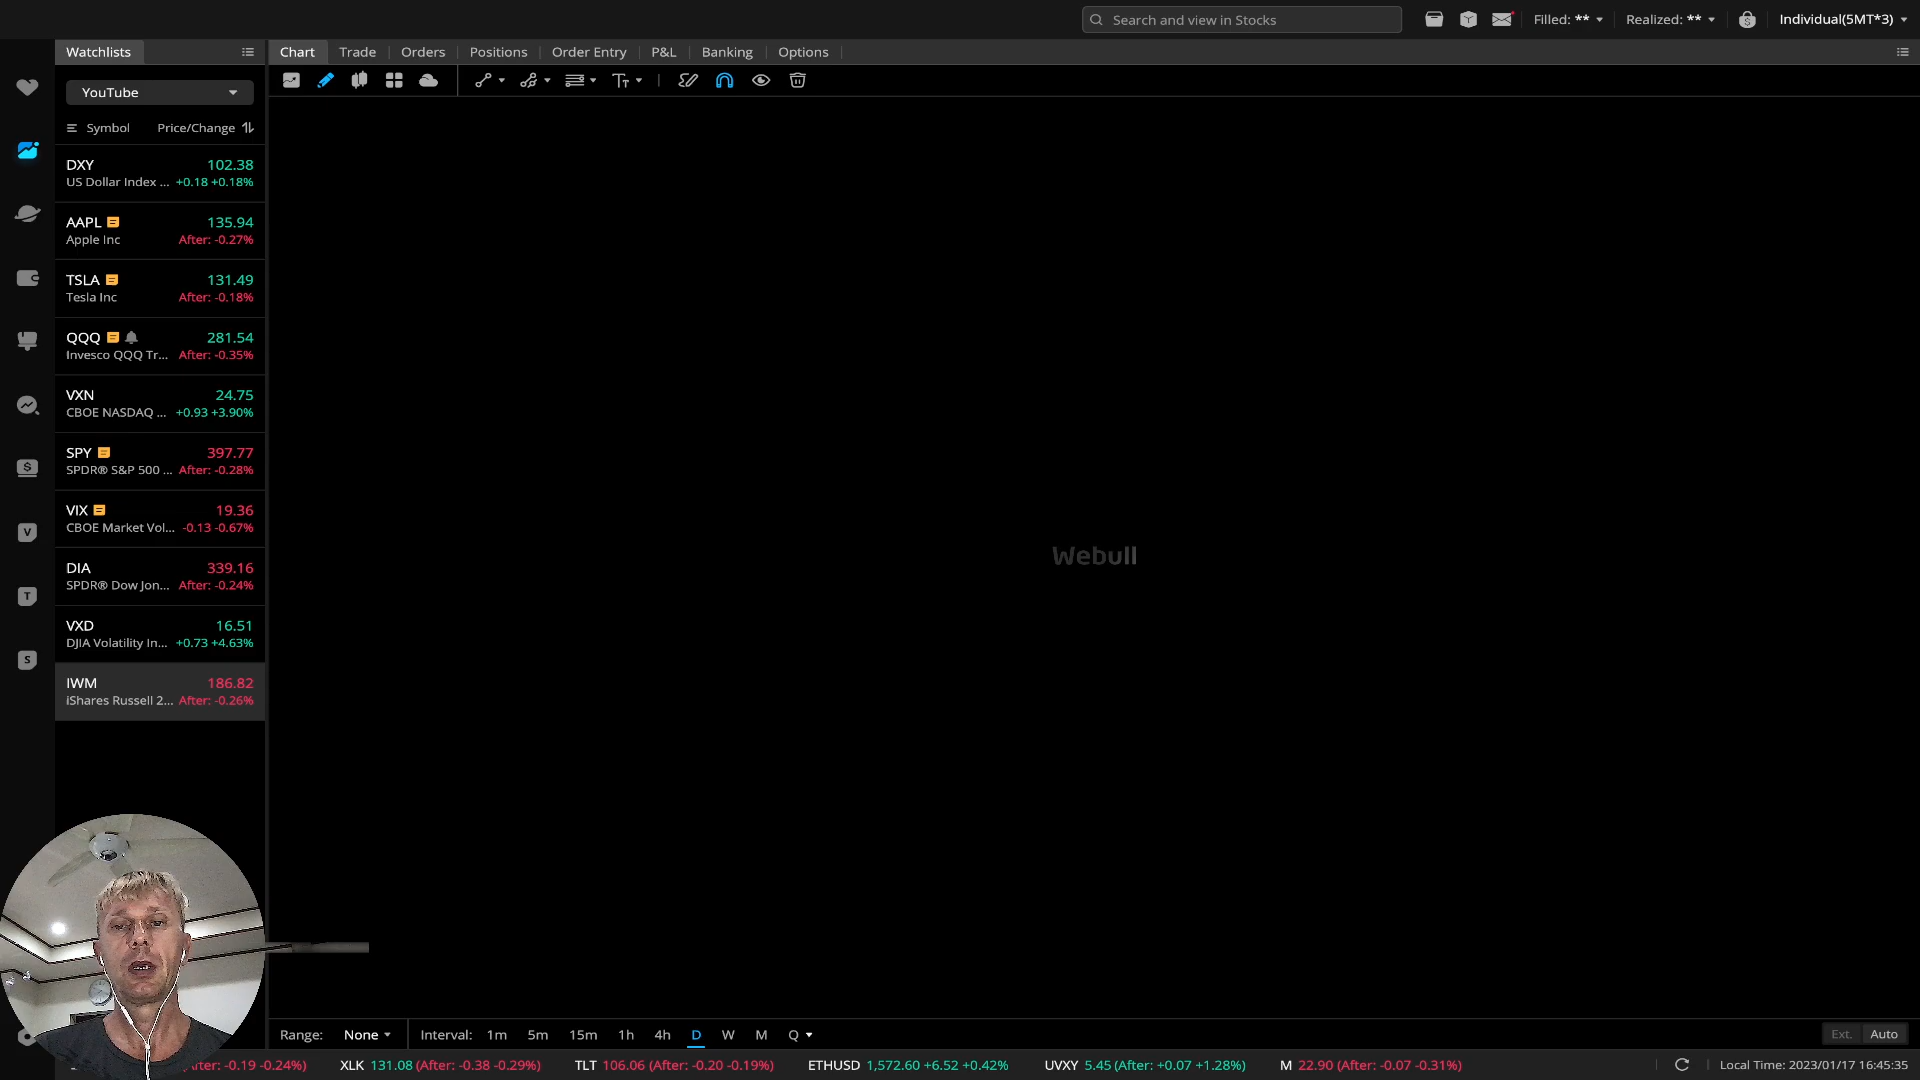 Search and view in Stocks
Filled: **
Realized: **
Individual(5MT*3)
Watchlists
Chart
Trade
Orders
Positions
Order Entry
P&L
Banking
Options
YouTube
Symbol
Price/Change
DXY 102.38
US Dollar Index ... +0.18 +0.18%
AAPL 135.94
Apple Inc After: -0.27%
TSLA 131.49
Tesla Inc After: -0.18%
QQQ 281.54
Invesco QQQ Tr... After: -0.35%
VXN 24.75
CBOE NASDAQ ... +0.93 +3.90%
SPY 397.77
SPDR® S&P 500 ... After: -0.28%
VIX 19.36
CBOE Market Vol... -0.13 -0.67%
DIA 339.16
SPDR® Dow Jon... After: -0.24%
VXD 16.51
DJIA Volatility In... +0.73 +4.63%
IWM 186.82
iShares Russell 2... After: -0.26%
V
T
S
Webull
Range: None
Interval: 1m 5m 15m 1h 4h D W M Q
Ext. Auto
-0.19 -0.24%)
XLK 131.08 (After: -0.38 -0.29%)
TLT 106.06 (After: -0.20 -0.19%)
ETHUSD 1,572.60 +6.52 +0.42%
UVXY 5.45 (After: +0.07 +1.28%)
M 22.90 (After: -0.07 -0.31%)
Local Time: 2023/01/17 16:45:35